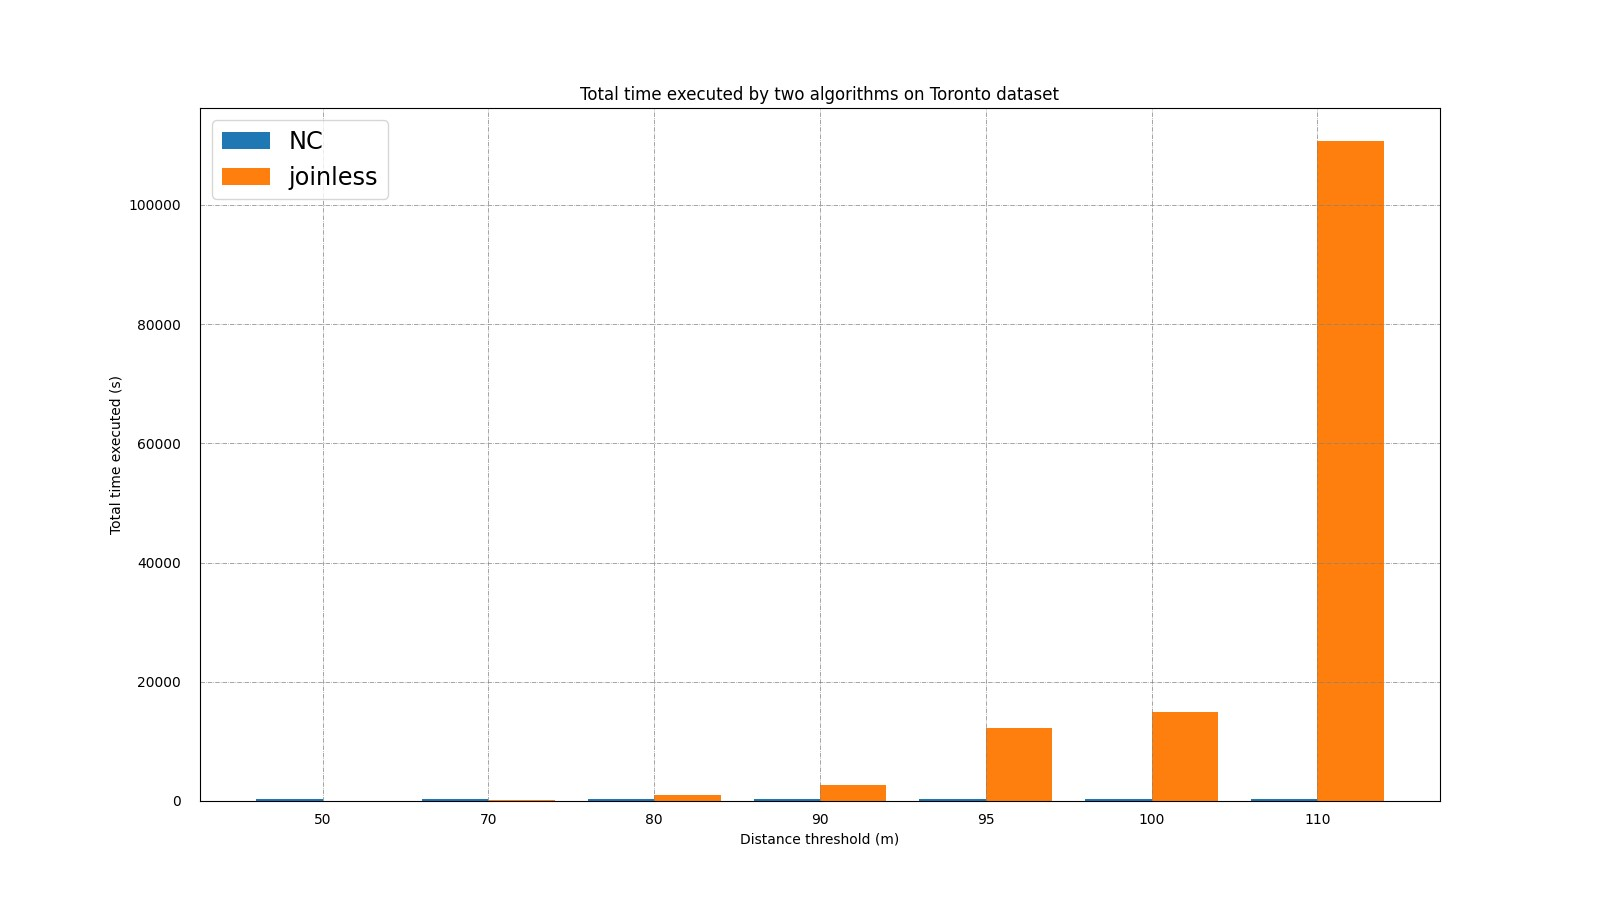 Total time executed by two algorithms on Toronto dataset
NC
joinless
100000
80000
60000
40000
20000
0
Total time executed (s)
50 70 80 90 95 100 110
Distance threshold (m)